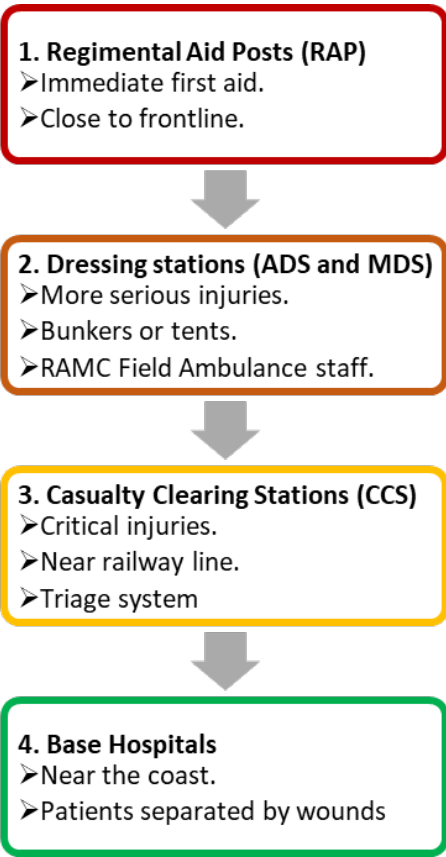 1. Regimental Aid Posts (RAP)
➤Immediate first aid.
➤Close to frontline.
2. Dressing stations (ADS and MDS)
➤More serious injuries.
➤Bunkers or tents.
➤RAMC Field Ambulance staff.
3. Casualty Clearing Stations (CCS)
➤Critical injuries.
➤Near railway line.
➤Triage system
4. Base Hospitals
➤Near the coast.
➤Patients separated by wounds